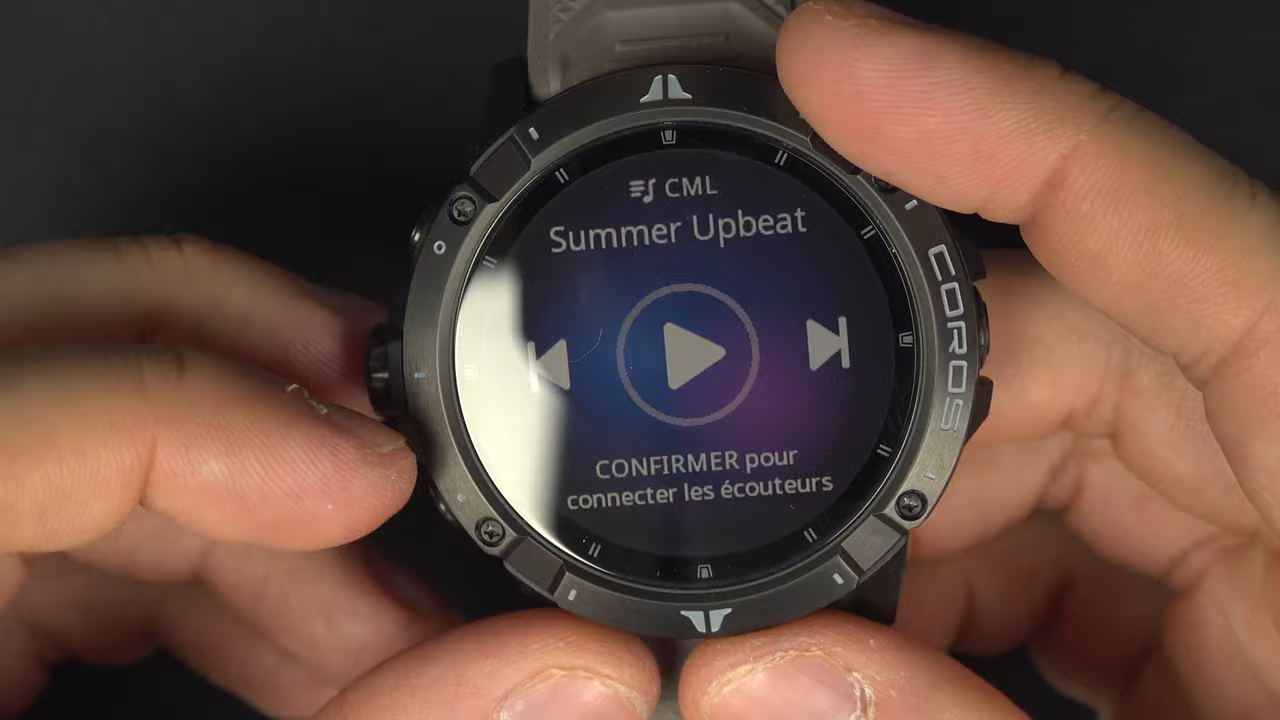 CML
Summer Upbeat
CONFIRMER pour
connecter les écouteurs
COROS